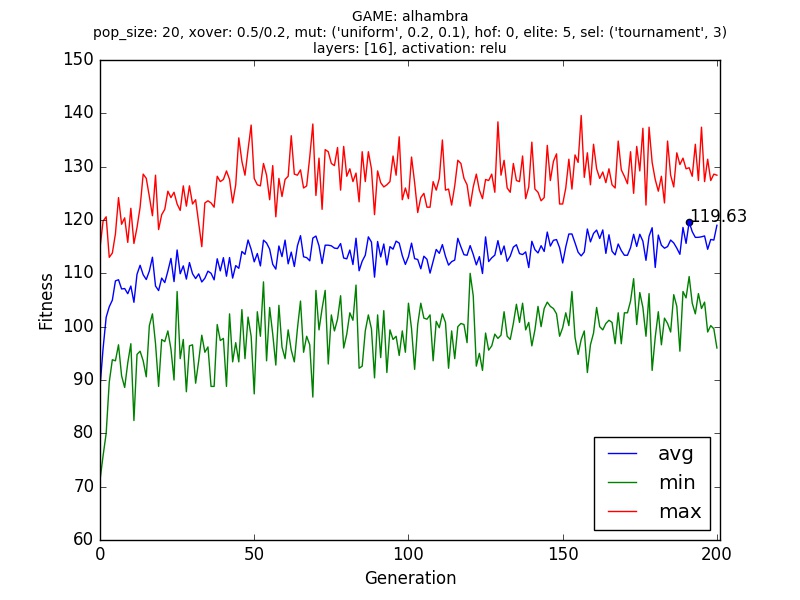 GAME: alhambra
pop_size: 20, xover: 0.5/0.2, mut: ('uniform', 0.2, 0.1), hof: 0, elite: 5, sel: ('tournament', 3)
layers: [16], activation: relu
150
140
130
120
110
100
90
80
70
60
Fitness
119.63
avg
min
max
0
50
100
150
200
Generation